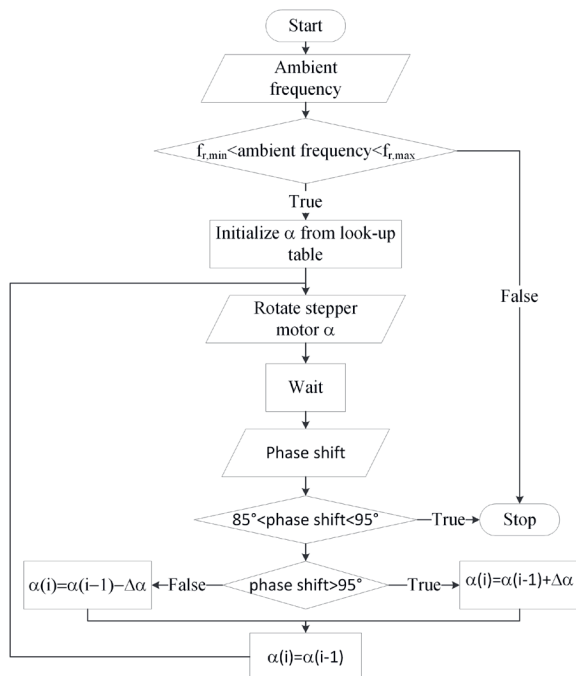 Start
Ambient
frequency
f_r,min<ambient frequency<f_r,max
True
Initialize α from look-up
table
False
Rotate stepper
motor α
Wait
Phase shift
85°<phase shift<95°
True
Stop
α(i)=α(i−1)−Δα
False
phase shift>95°
True
α(i)=α(i-1)+Δα
α(i)=α(i-1)